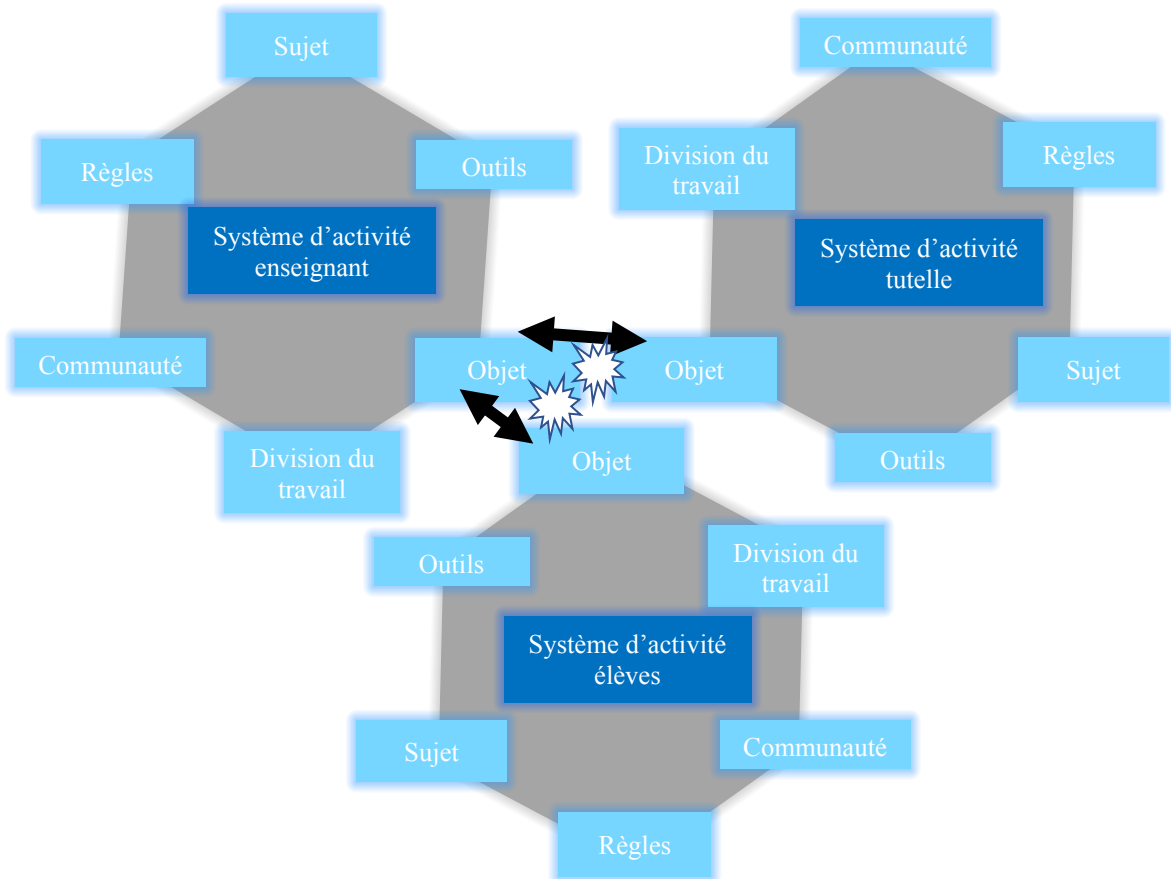 Sujet
Règles
Outils
Système d’activité
enseignant
Communauté
Objet
Division du
travail
Communauté
Division du
travail
Règles
Système d’activité
tutelle
Objet
Sujet
Outils
Objet
Outils
Division du
travail
Système d’activité
élèves
Sujet
Communauté
Règles